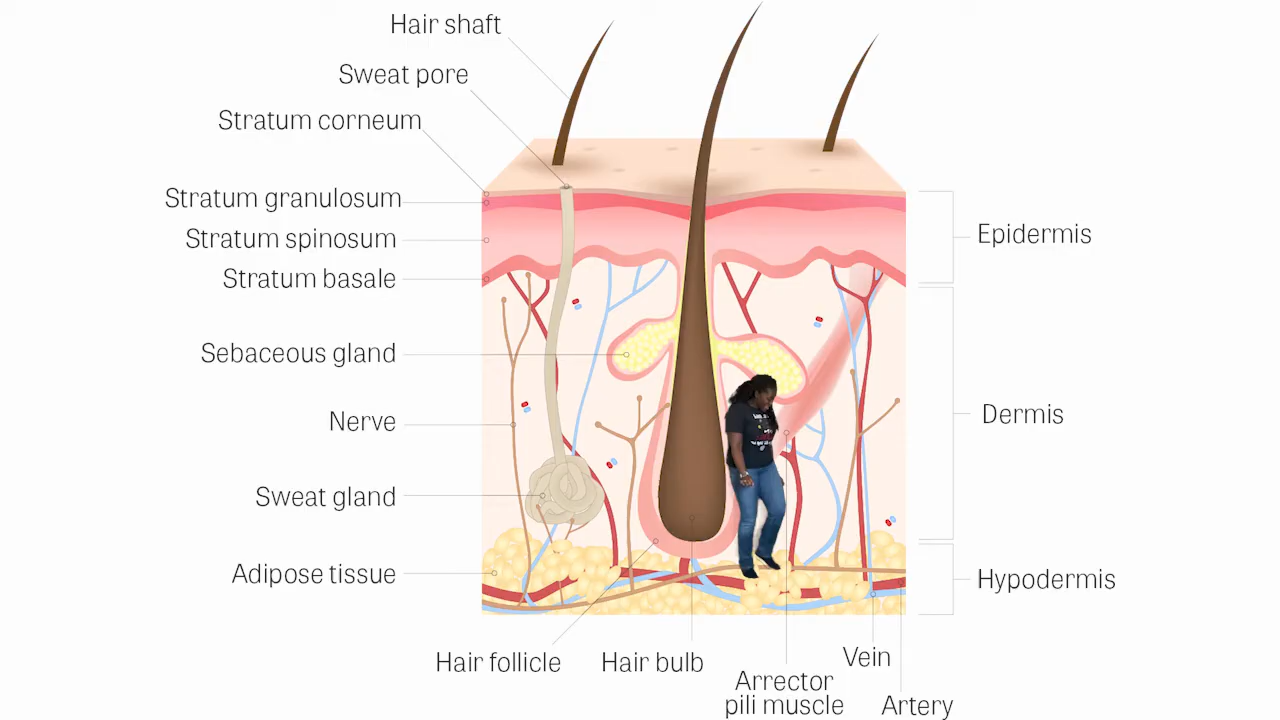 Hair shaft
Sweat pore
Stratum corneum
Stratum granulosum
Stratum spinosum
Stratum basale
Sebaceous gland
Nerve
Sweat gland
Adipose tissue
Epidermis
Dermis
Hypodermis
Hair follicle
Hair bulb
Arrector
pili muscle
Vein
Artery